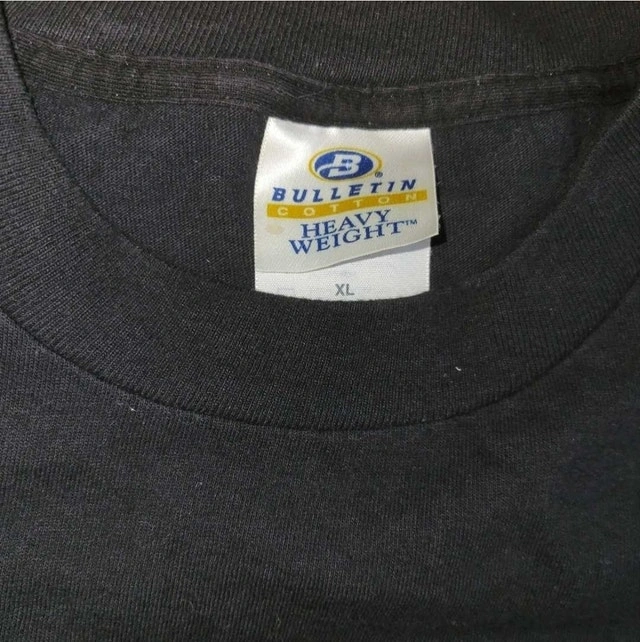 B ®
BULLETIN
COTTON
HEAVY
WEIGHT™
XL